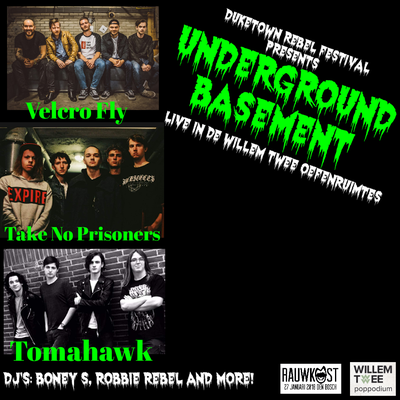 DUKETOWN REBEL FESTIVAL
PRESENTS
UNDERGROUND
BASEMENT
LIVE IN DE WILLEM TWEE OEFENRUIMTES
Velcro Fly
EXPIRE
Take No Prisoners
Tomahawk
DJ'S: BONEY S, ROBBIE REBEL AND MORE!
RAUWKOST
27 JANUARI 2018 DEN BOSCH
WILLEM
TWEE
poppodium